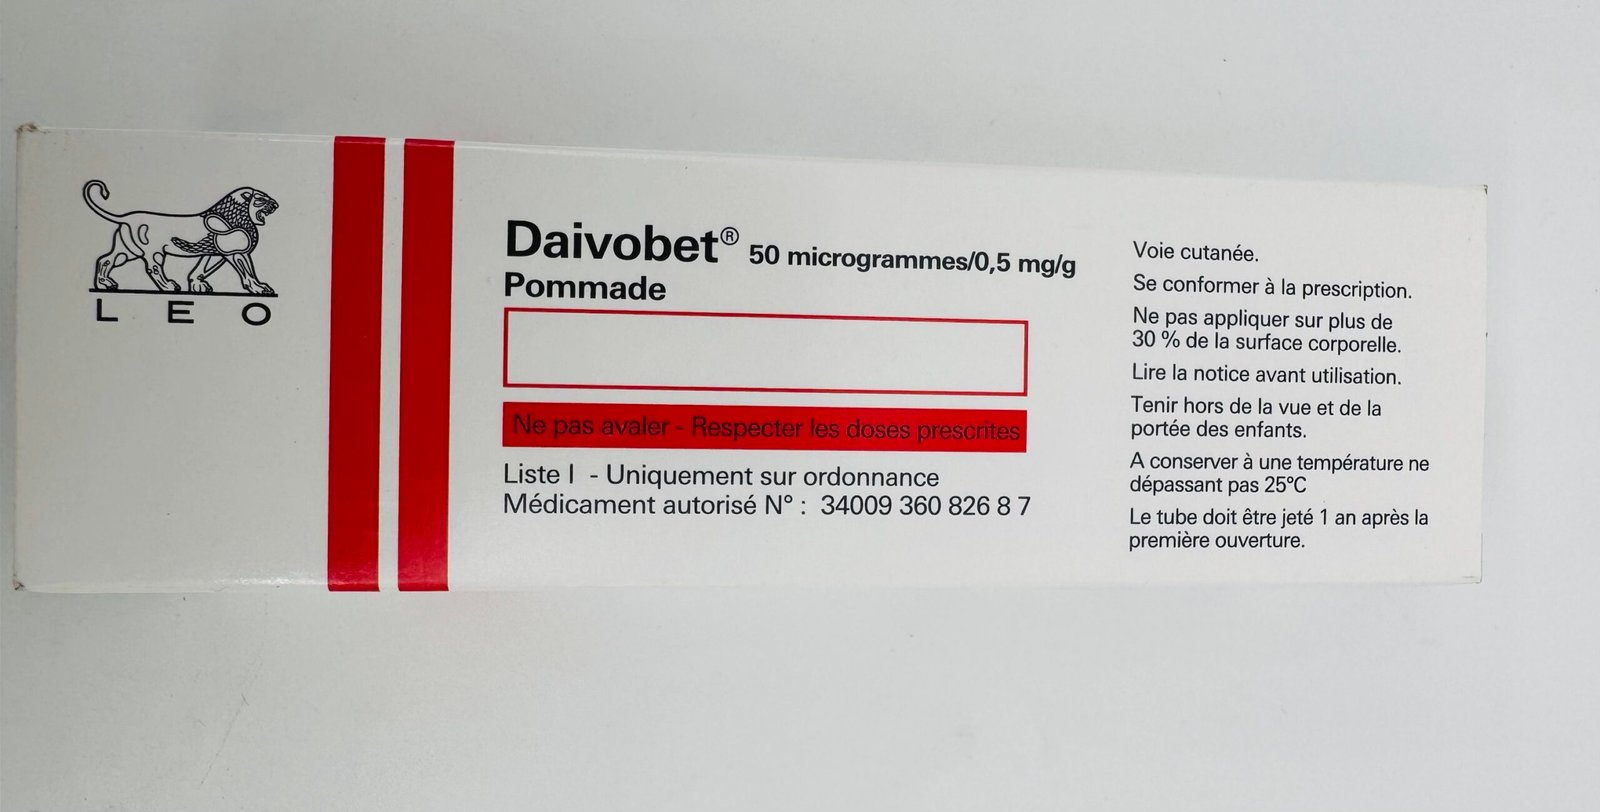 LEO
Daivobet® 50 microgrammes/0,5 mg/g
Pommade
Ne pas avaler - Respecter les doses prescrites
Liste I - Uniquement sur ordonnance
Médicament autorisé N° : 34009 360 826 8 7
Voie cutanée.
Se conformer à la prescription.
Ne pas appliquer sur plus de
30 % de la surface corporelle.
Lire la notice avant utilisation.
Tenir hors de la vue et de la
portée des enfants.
A conserver à une température ne
dépassant pas 25°C
Le tube doit être jeté 1 an après la
première ouverture.